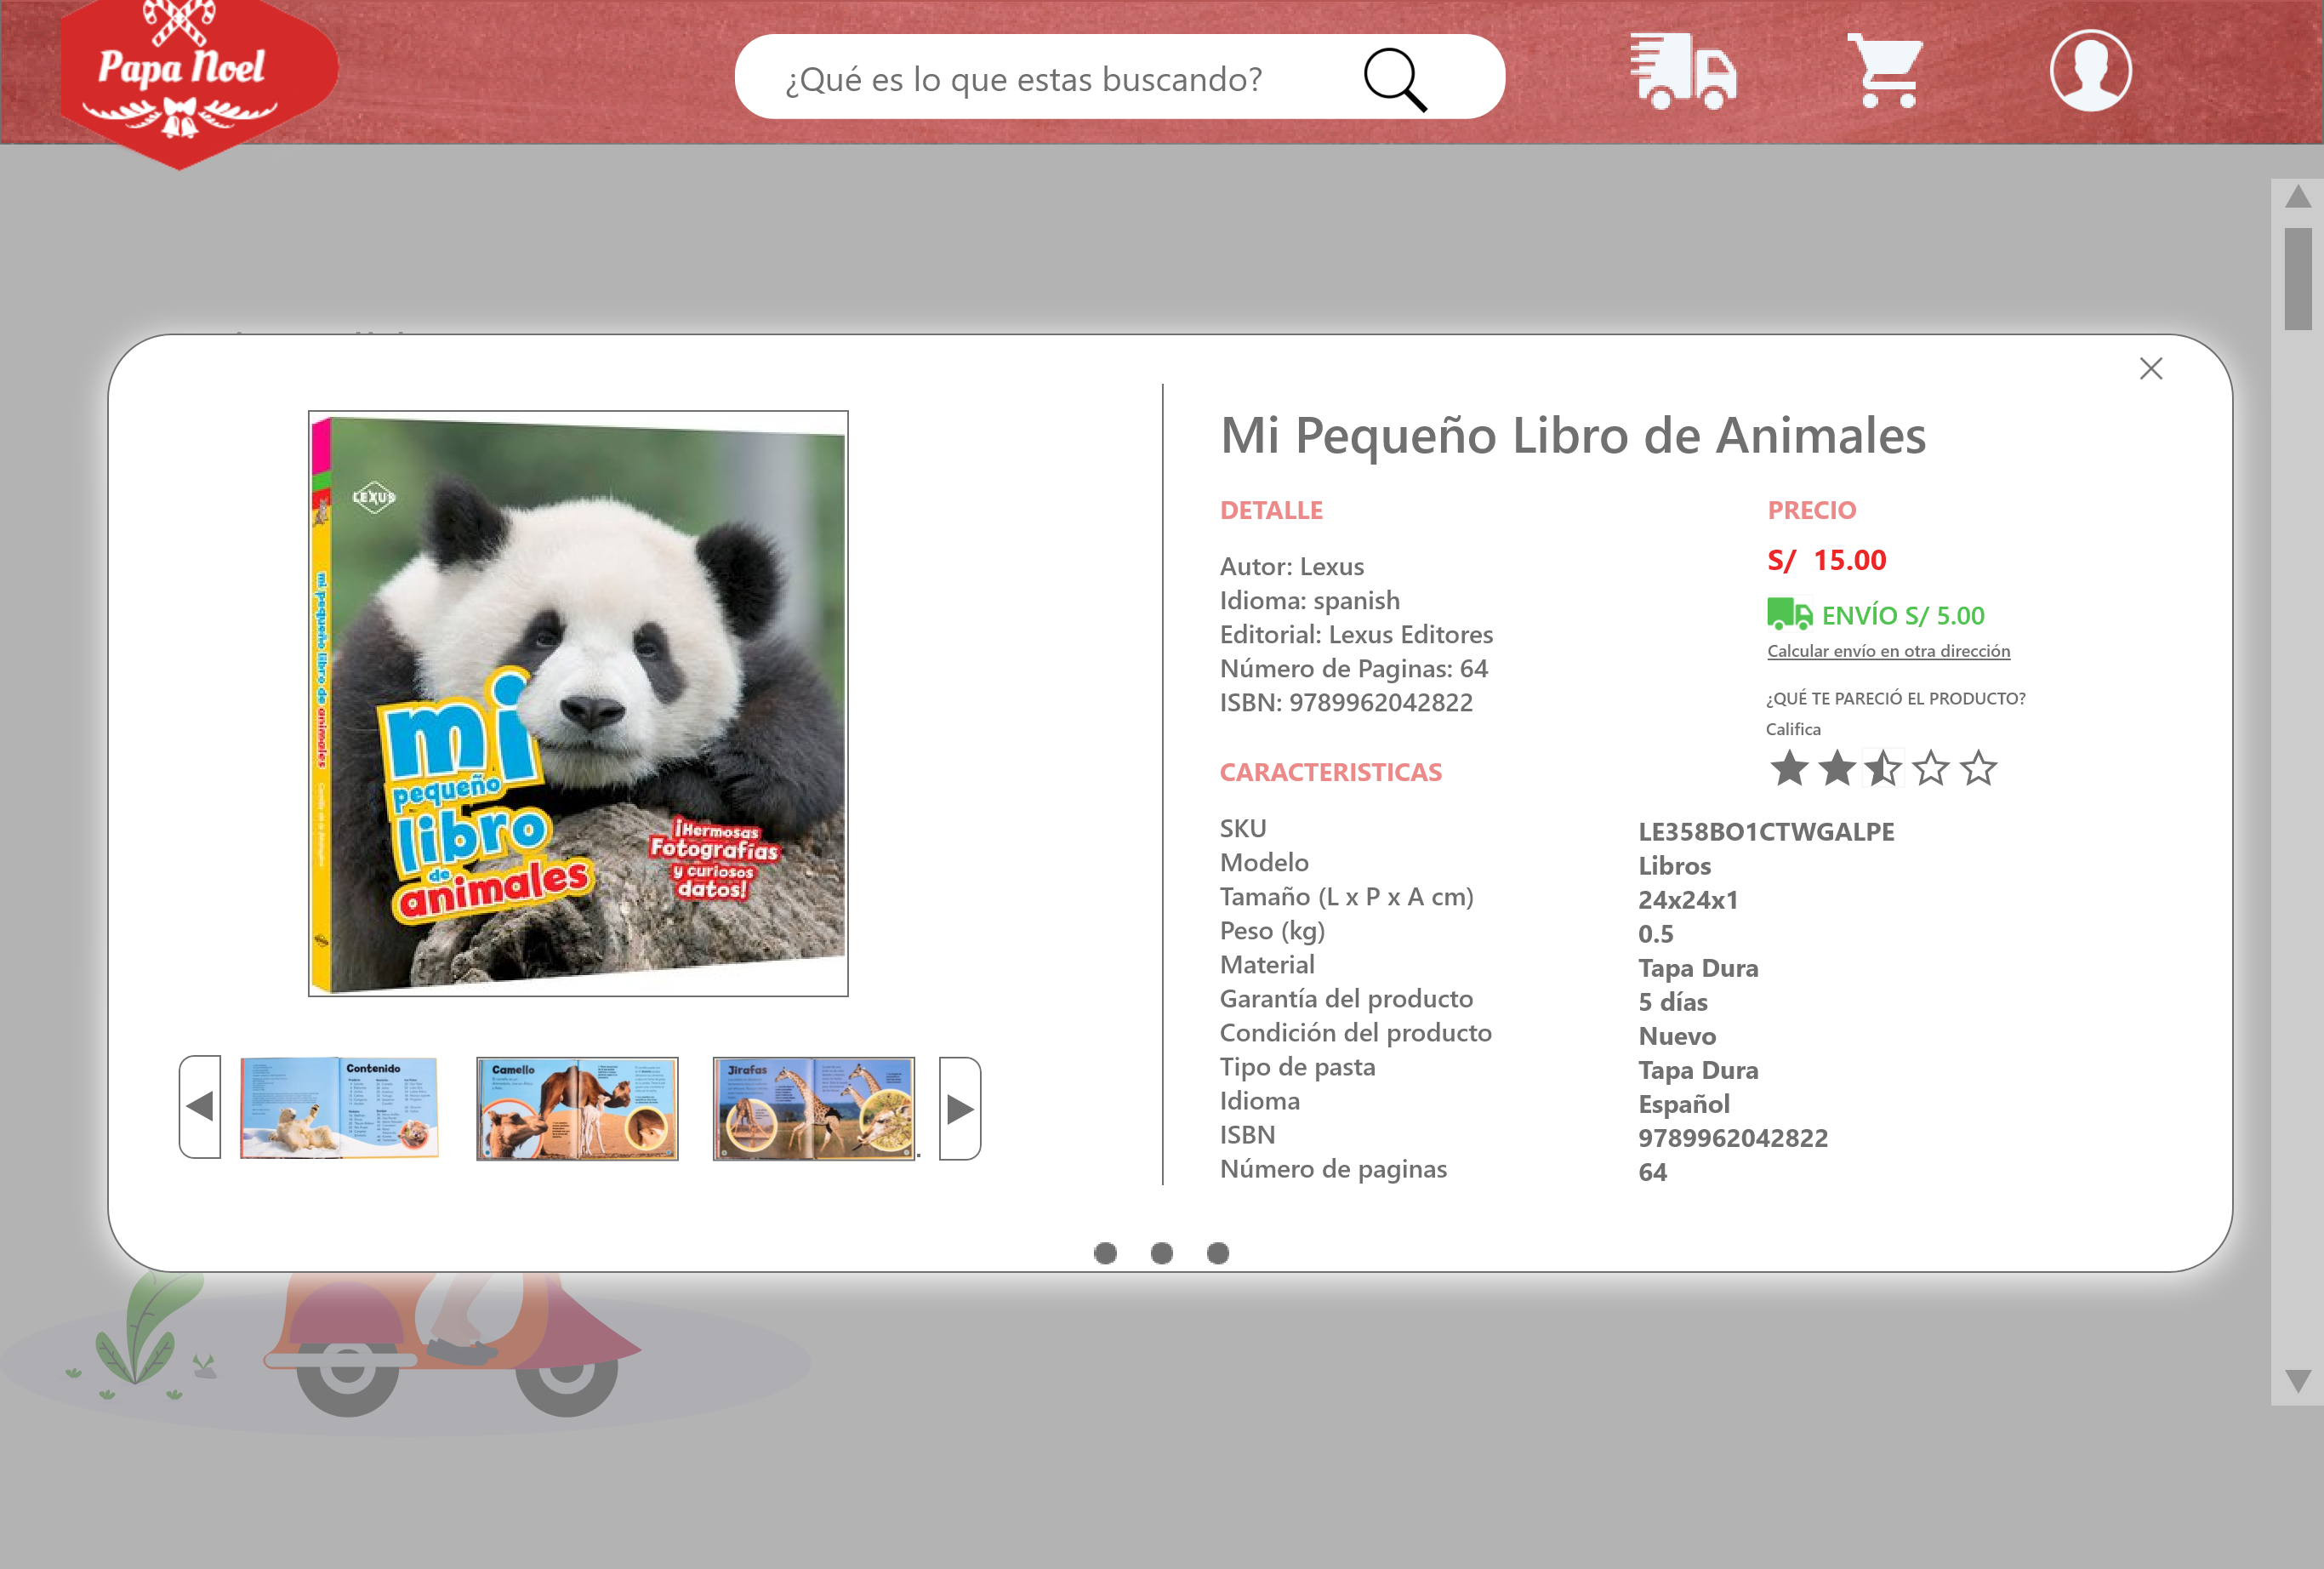 Papa Noel
¿Qué es lo que estas buscando?
Mi Pequeño Libro de Animales
DETALLE
Autor: Lexus
Idioma: spanish
Editorial: Lexus Editores
Número de Paginas: 64
ISBN: 9789962042822
PRECIO
S/ 15.00
ENVÍO S/ 5.00
Calcular envío en otra dirección
¿QUÉ TE PARECIÓ EL PRODUCTO?
Califica
CARACTERISTICAS
SKU LE358BO1CTWGALPE
Modelo Libros
Tamaño (L x P x A cm) 24x24x1
Peso (kg) 0.5
Material Tapa Dura
Garantía del producto 5 días
Condición del producto Nuevo
Tipo de pasta Tapa Dura
Idioma Español
ISBN 9789962042822
Número de paginas 64
LEXUS
mi pequeño libro de animales
mi
pequeño
libro
de
animales
¡Hermosas
Fotografías
y curiosos
datos!
Contenido
Camello
Jirafas